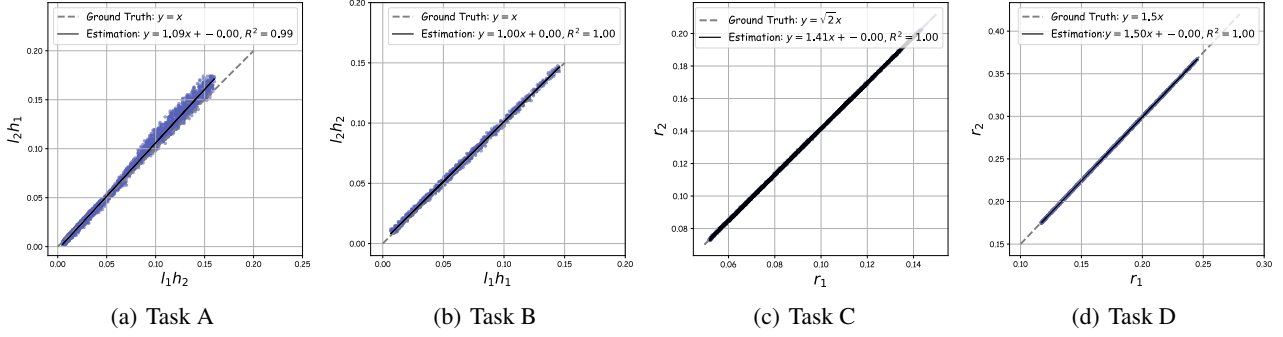 Ground Truth: y = x
Estimation: y = 1.09x + −0.00, R² = 0.99
0.20
0.15
0.10
0.05
0.00
l₂h₁
0.00 0.05 0.10 0.15 0.20 0.25
l₁h₂
(a) Task A
Ground Truth: y = x
Estimation: y = 1.00x + 0.00, R² = 1.00
0.20
0.15
0.10
0.05
0.00
l₂h₂
0.00 0.05 0.10 0.15 0.20
l₁h₁
(b) Task B
Ground Truth: y = √2x
Estimation: y = 1.41x + −0.00, R² = 1.00
0.20
0.18
0.16
0.14
0.12
0.10
0.08
r₂
0.06 0.08 0.10 0.12 0.14
r₁
(c) Task C
Ground Truth: y = 1.5x
Estimation:y = 1.50x + −0.00, R² = 1.00
0.40
0.35
0.30
0.25
0.20
0.15
r₂
0.10 0.15 0.20 0.25 0.30
r₁
(d) Task D